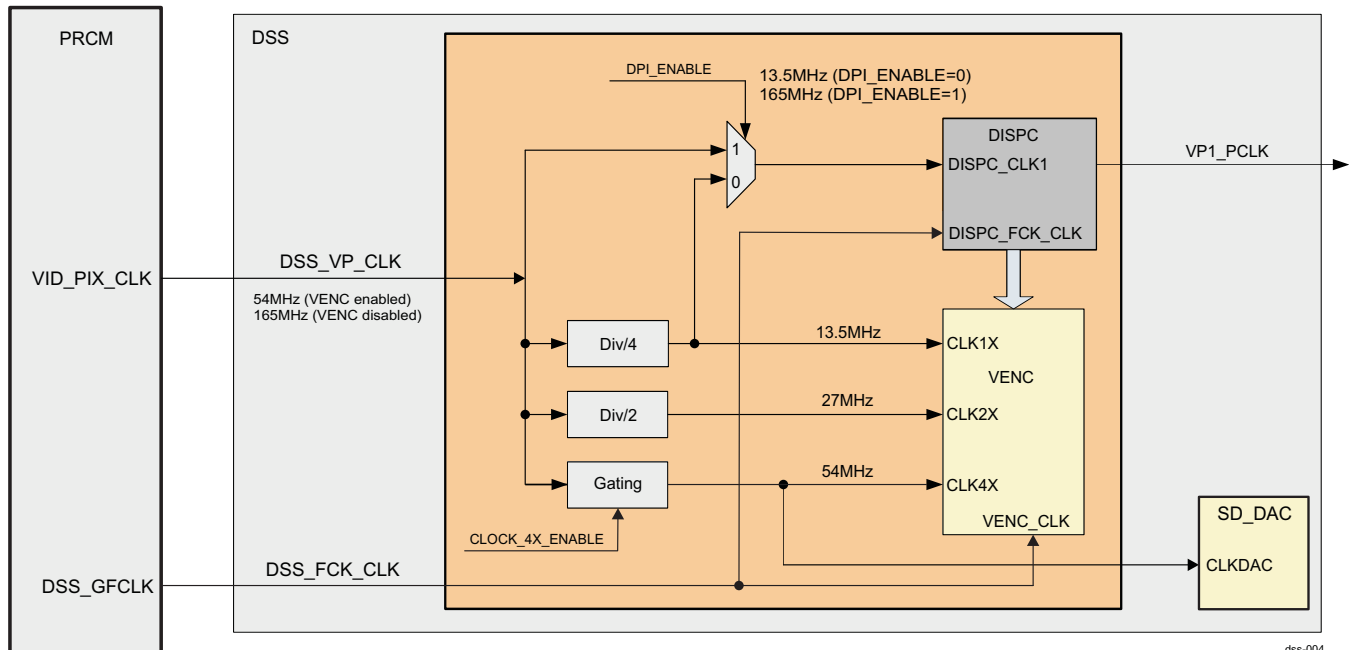 PRCM
DSS
DPI_ENABLE
13.5MHz (DPI_ENABLE=0)
165MHz (DPI_ENABLE=1)
DISPC
1
DISPC_CLK1
VP1_PCLK
0
DISPC_FCK_CLK
DSS_VP_CLK
VID_PIX_CLK
54MHz (VENC enabled)
165MHz (VENC disabled)
Div/4
13.5MHz
CLK1X
VENC
Div/2
27MHz
CLK2X
Gating
54MHz
CLK4X
VENC_CLK
SD_DAC
CLOCK_4X_ENABLE
CLKDAC
DSS_FCK_CLK
DSS_GFCLK
dss-004